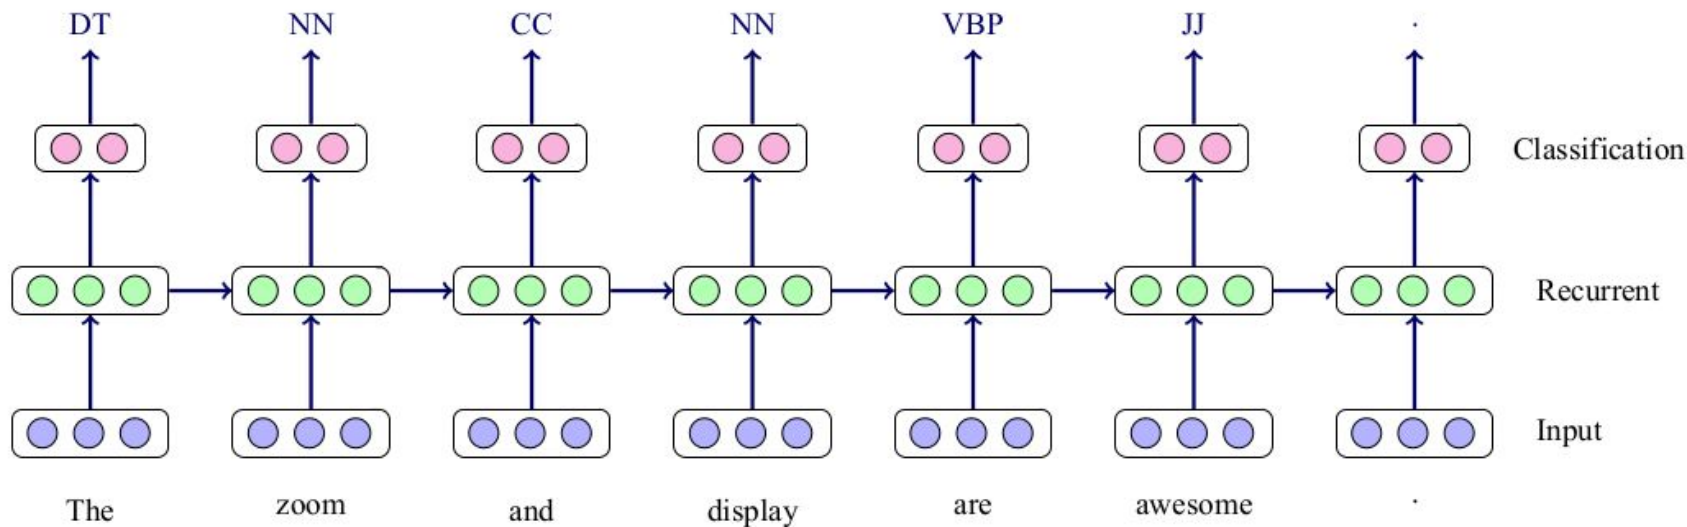 DT NN CC NN VBP JJ .
Classification
Recurrent
Input
The zoom and display are awesome .